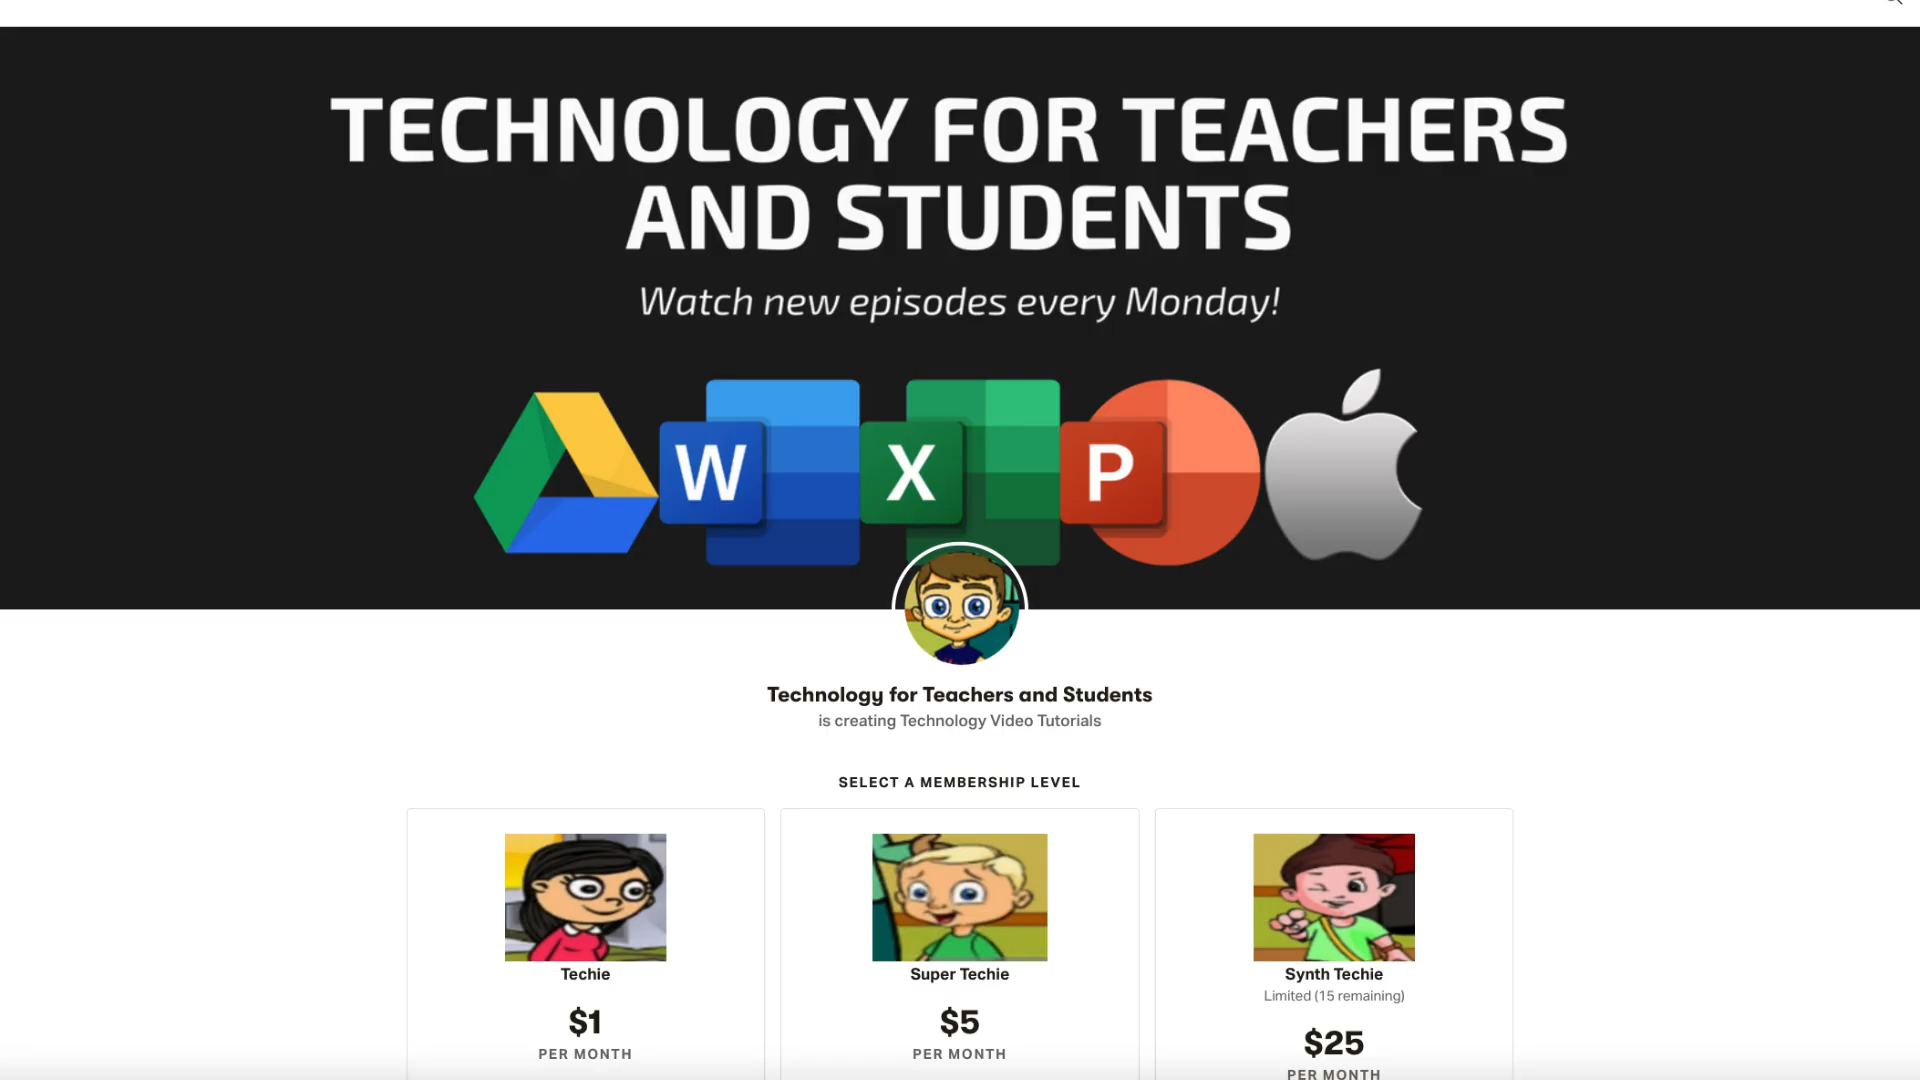 TECHNOLOGY FOR TEACHERS
AND STUDENTS
Watch new episodes every Monday!
W X P
Technology for Teachers and Students
is creating Technology Video Tutorials
SELECT A MEMBERSHIP LEVEL
Techie
$1
PER MONTH
Super Techie
$5
PER MONTH
Synth Techie
Limited (15 remaining)
$25
PER MONTH